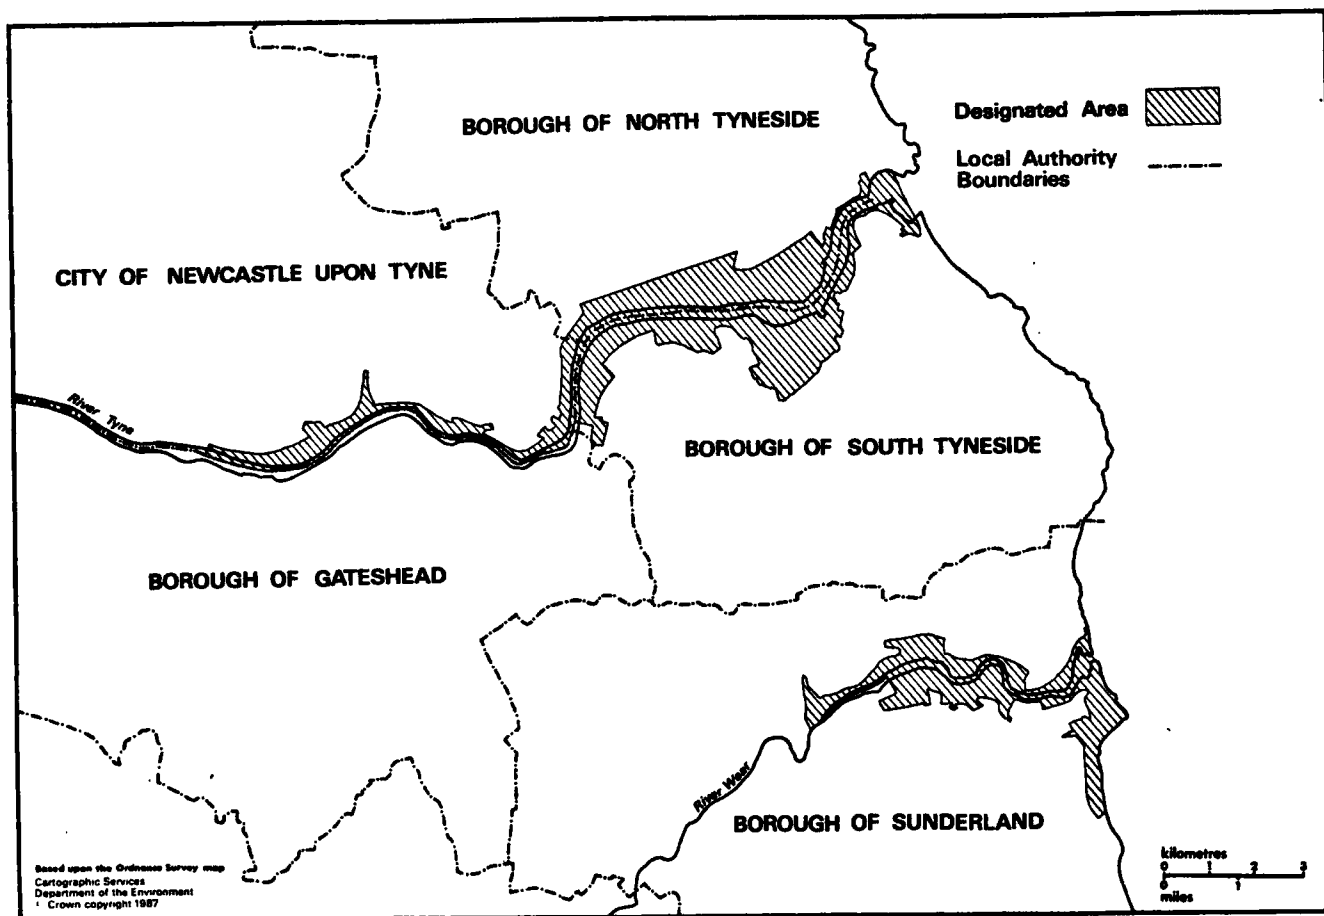 BOROUGH OF NORTH TYNESIDE
Designated Area
Local Authority
Boundaries
CITY OF NEWCASTLE UPON TYNE
River Tyne
BOROUGH OF SOUTH TYNESIDE
BOROUGH OF GATESHEAD
River Wear
BOROUGH OF SUNDERLAND
kilometres
0 1 2 3
0 1
miles
Based upon the Ordnance Survey map
Cartographic Services
Department of the Environment
Crown copyright 1987